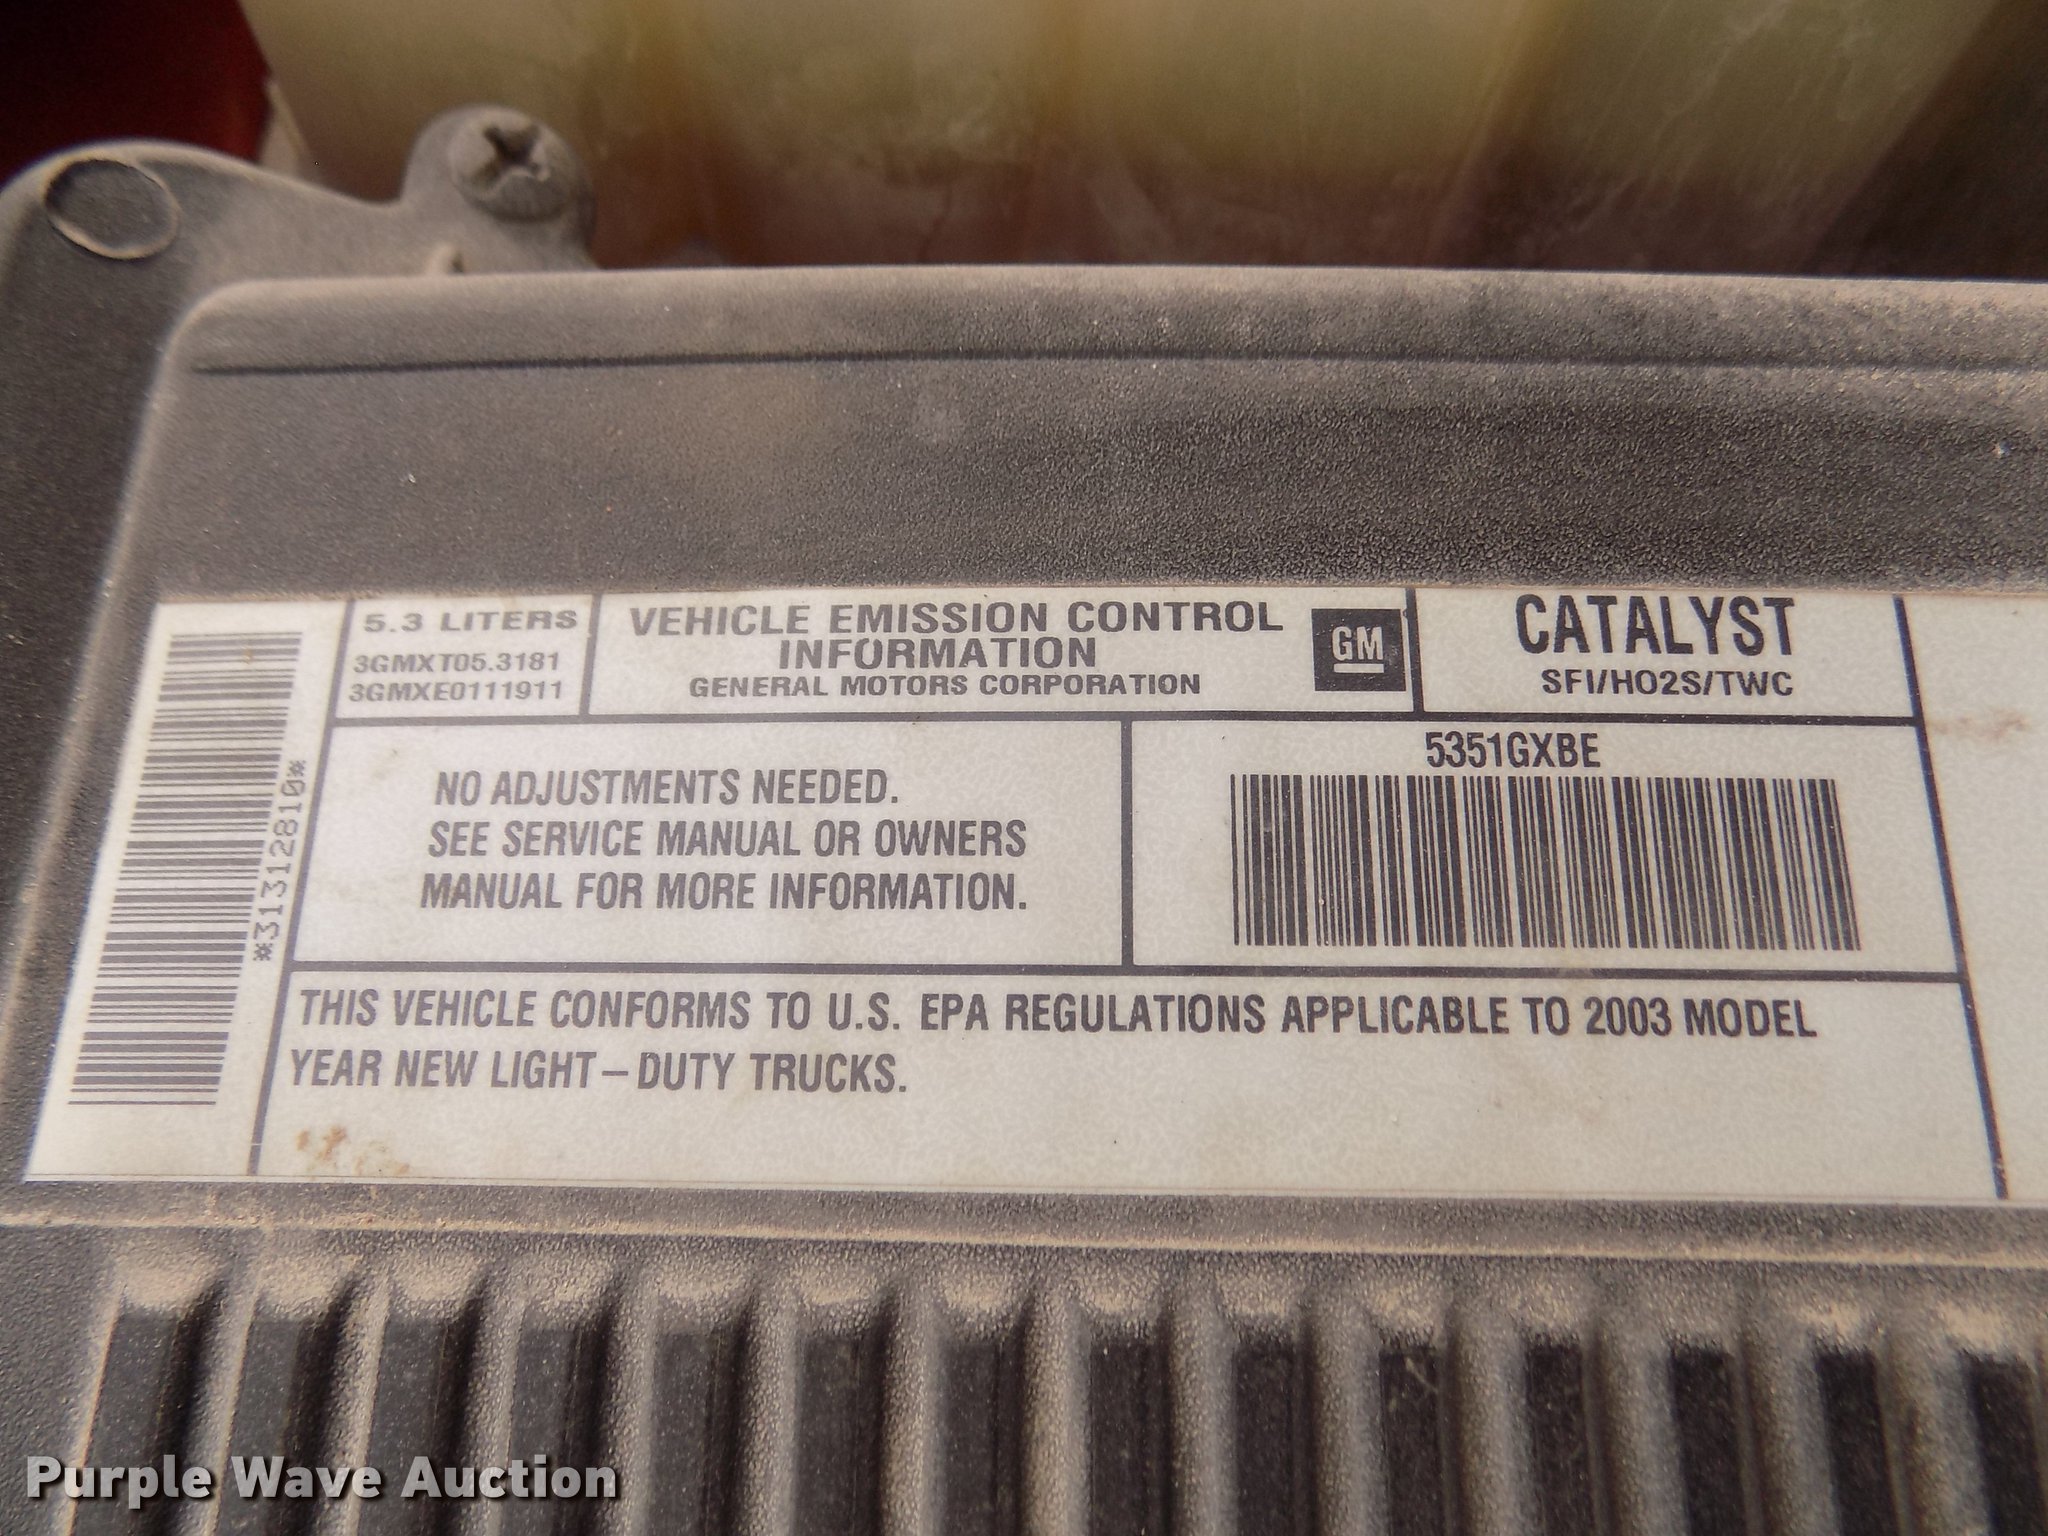 5.3 LITERS
3GMXT05.3181
3GMXE0111911
VEHICLE EMISSION CONTROL
INFORMATION
GENERAL MOTORS CORPORATION
GM
CATALYST
SFI/HO2S/TWC
*313128​10*
NO ADJUSTMENTS NEEDED.
SEE SERVICE MANUAL OR OWNERS
MANUAL FOR MORE INFORMATION.
5351GXBE
THIS VEHICLE CONFORMS TO U.S. EPA REGULATIONS APPLICABLE TO 2003 MODEL
YEAR NEW LIGHT-DUTY TRUCKS.
Purple Wave Auction